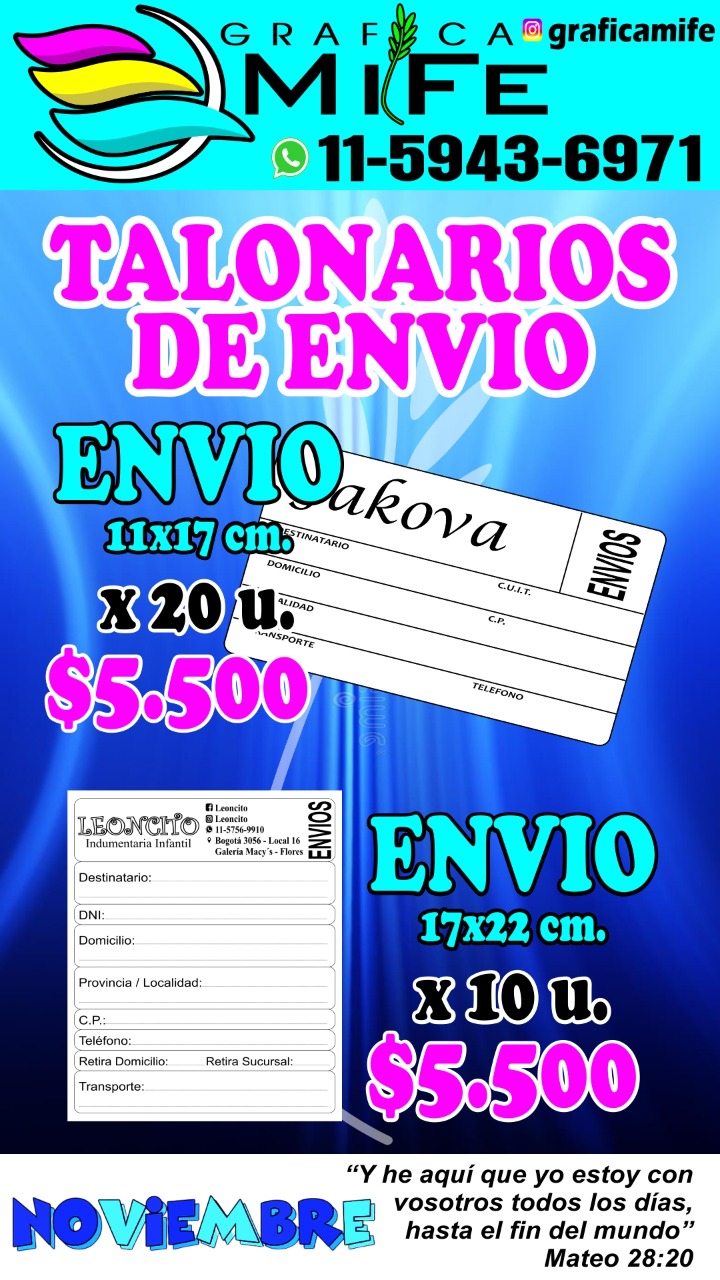 GRAFICA
MiFE
graficamife
11-5943-6971
TALONARIOS
DE ENVIO
ENVIO
11x17 cm.
x 20 u.
$5.500
akova
ENVIOS
DESTINATARIO
DOMICILIO
C.U.I.T.
ALIDAD
C.P.
ANSPORTE
TELEFONO
LEONCITO
Indumentaria Infantil
Leoncito
Leoncito
11-5756-9910
Bogotá 3056 - Local 16
Galería Macy´s - Flores
ENVIOS
Destinatario:
DNI:
Domicilio:
Provincia / Localidad:
C.P.:
Teléfono:
Retira Domicilio: Retira Sucursal:
Transporte:
ENVIO
17x22 cm.
x 10 u.
$5.500
NOVIEMBRE
“Y he aquí que yo estoy con
vosotros todos los días,
hasta el fin del mundo”
Mateo 28:20